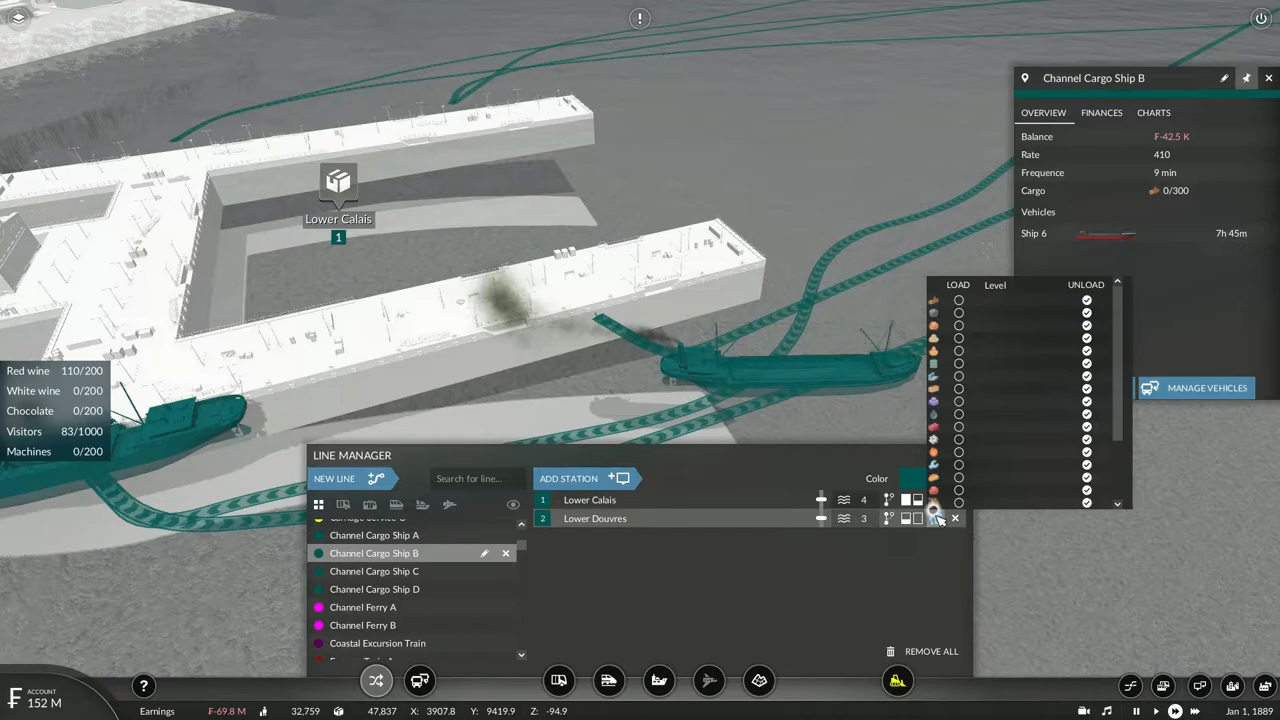 !
Channel Cargo Ship B
OVERVIEW FINANCES CHARTS
Balance ₣-42.5 K
Rate 410
Frequency 9 min
Cargo 0/300
Vehicles
Ship 6 7h 45m
Lower Calais
1
LOAD Level UNLOAD
MANAGE VEHICLES
Red wine 110/200
White wine 0/200
Chocolate 0/200
Visitors 83/1000
Machines 0/200
LINE MANAGER
NEW LINE Search for line... ADD STATION Color
1 Lower Calais 4
2 Lower Douvres 3
Channel Cargo Ship A
Channel Cargo Ship B
Channel Cargo Ship C
Channel Cargo Ship D
Channel Ferry A
Channel Ferry B
Coastal Excursion Train
REMOVE ALL
?
₣ ACCOUNT
152 M
Earnings ₣-69.8 M 32,759 47,837 X: 3907.8 Y: 9419.9 Z: -94.9 Jan 1, 1889